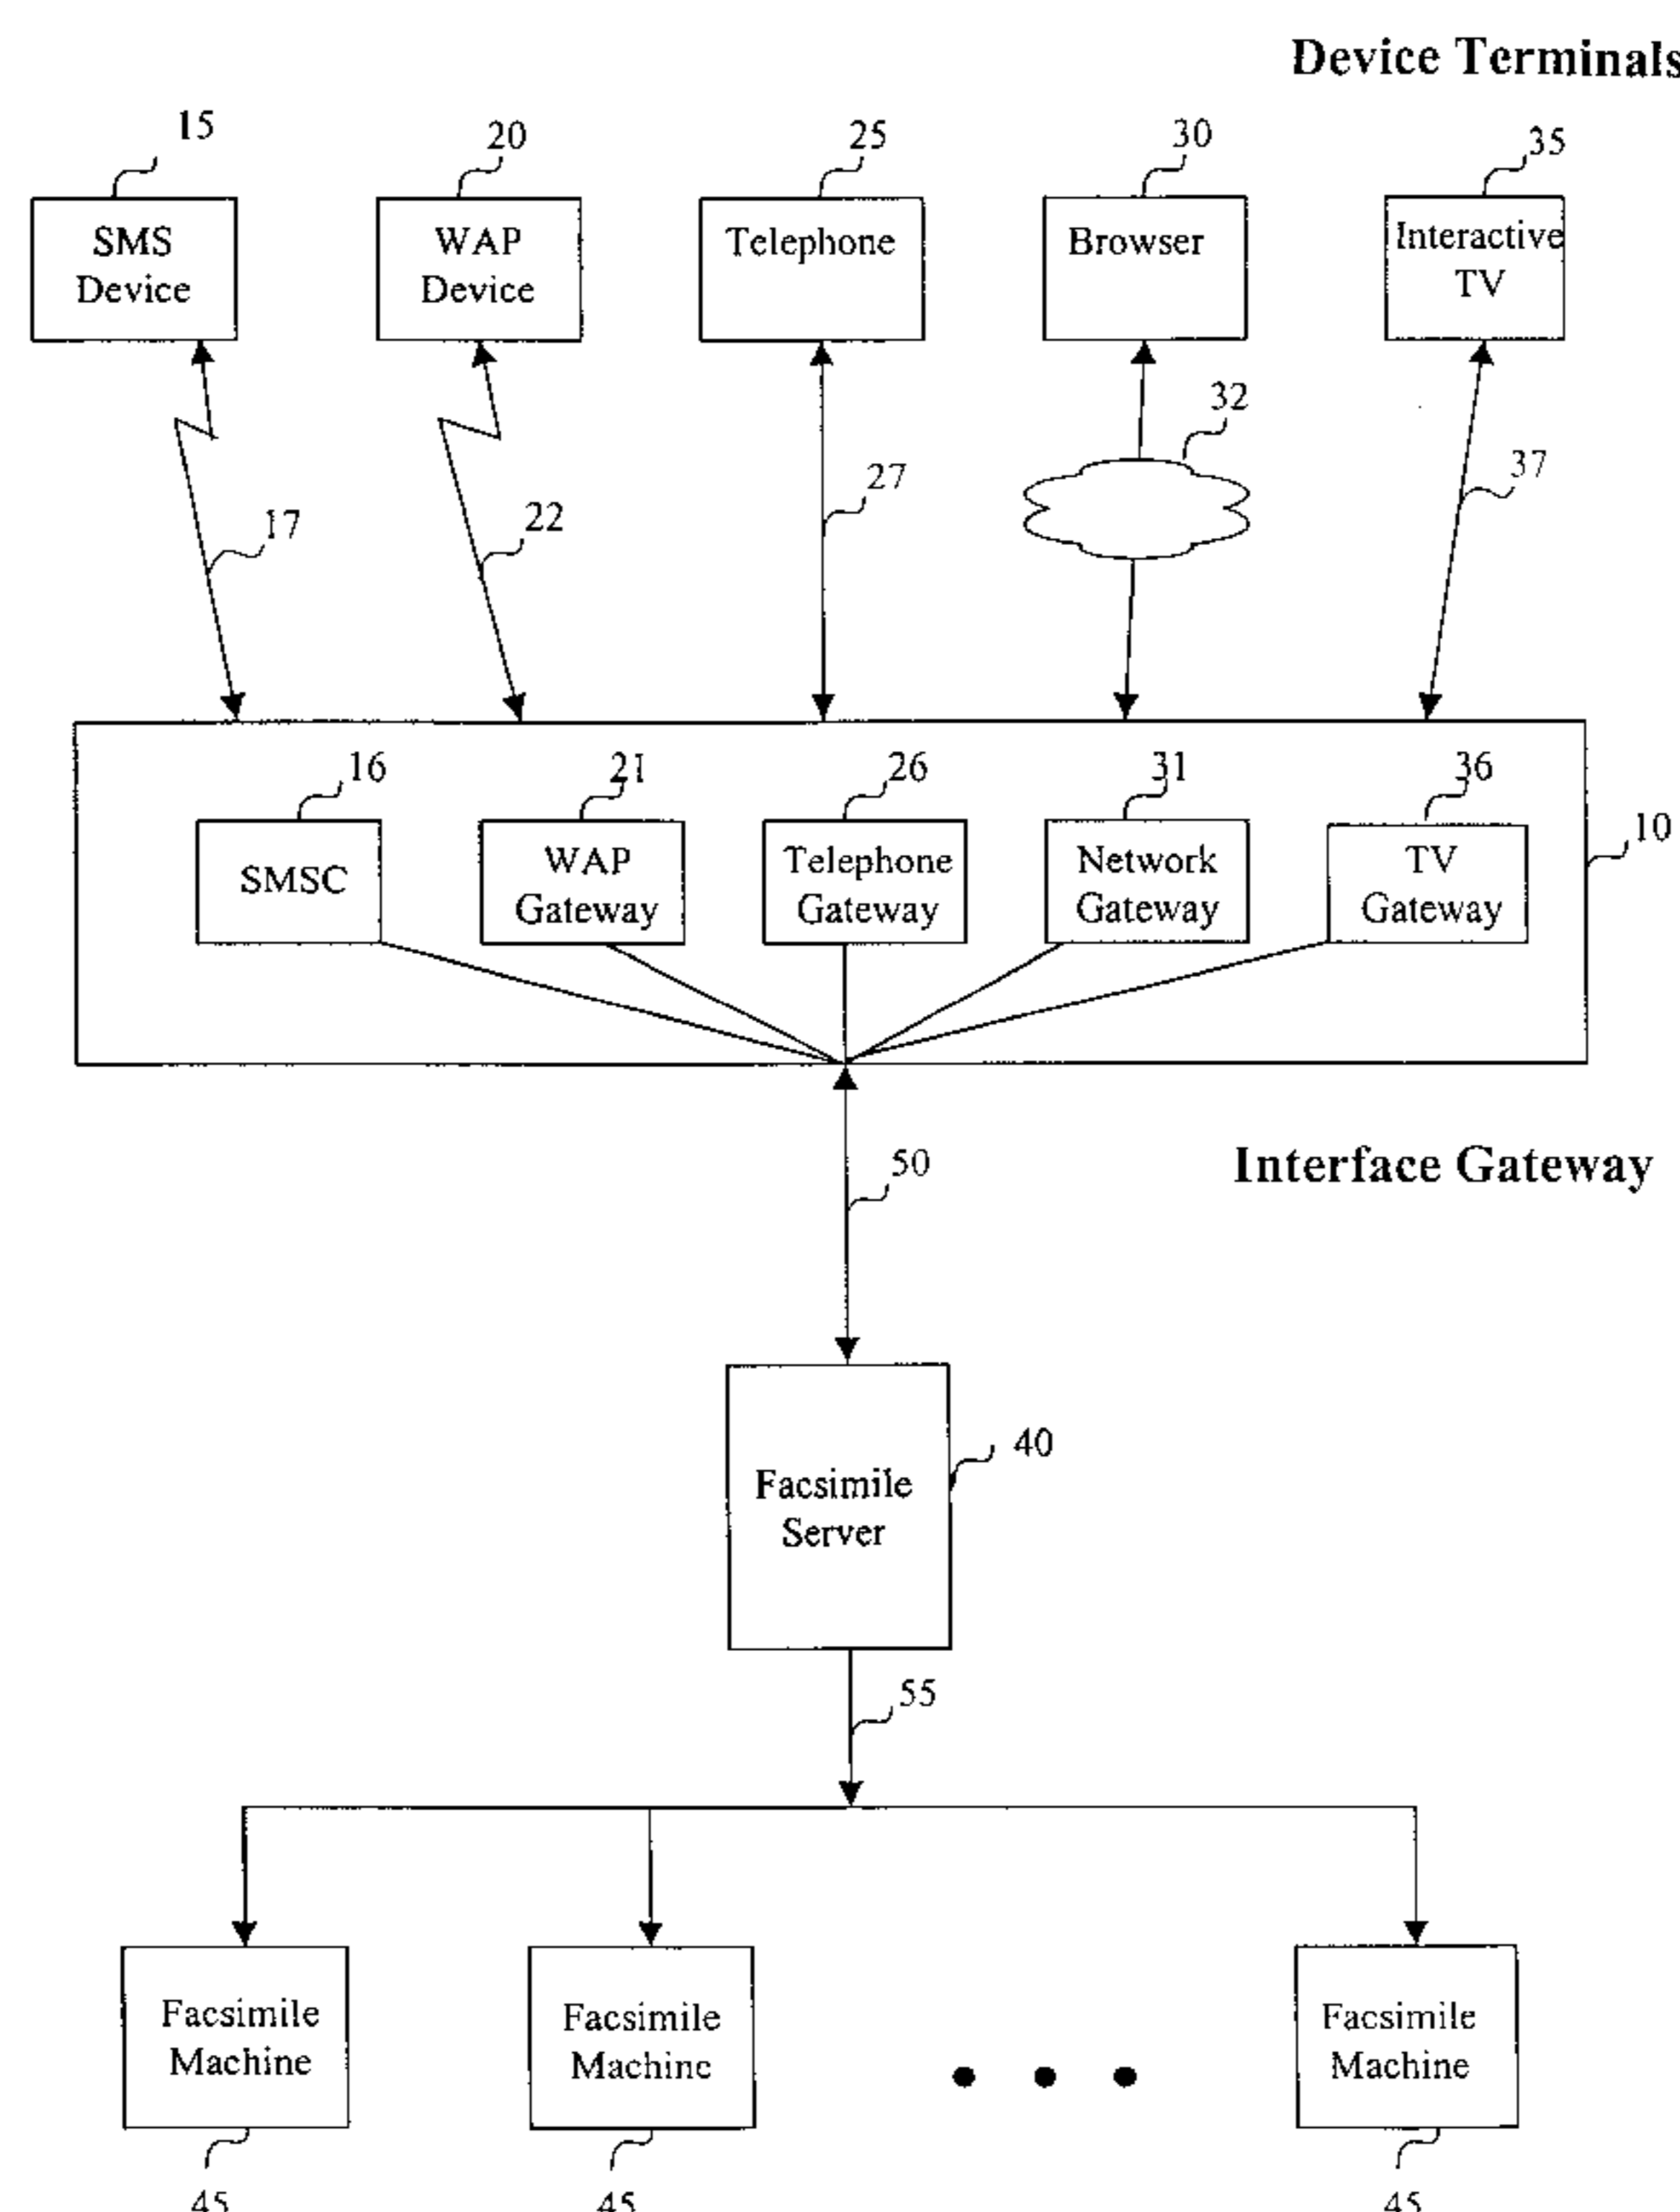 Device Terminals
15
20
25
30
35
SMS
Device
WAP
Device
Telephone
Browser
Interactive
TV
17
22
27
32
37
10
16
21
26
31
36
SMSC
WAP
Gateway
Telephone
Gateway
Network
Gateway
TV
Gateway
50
Interface Gateway
40
Facsimile
Server
55
Facsimile
Machine
Facsimile
Machine
Facsimile
Machine
45
45
45